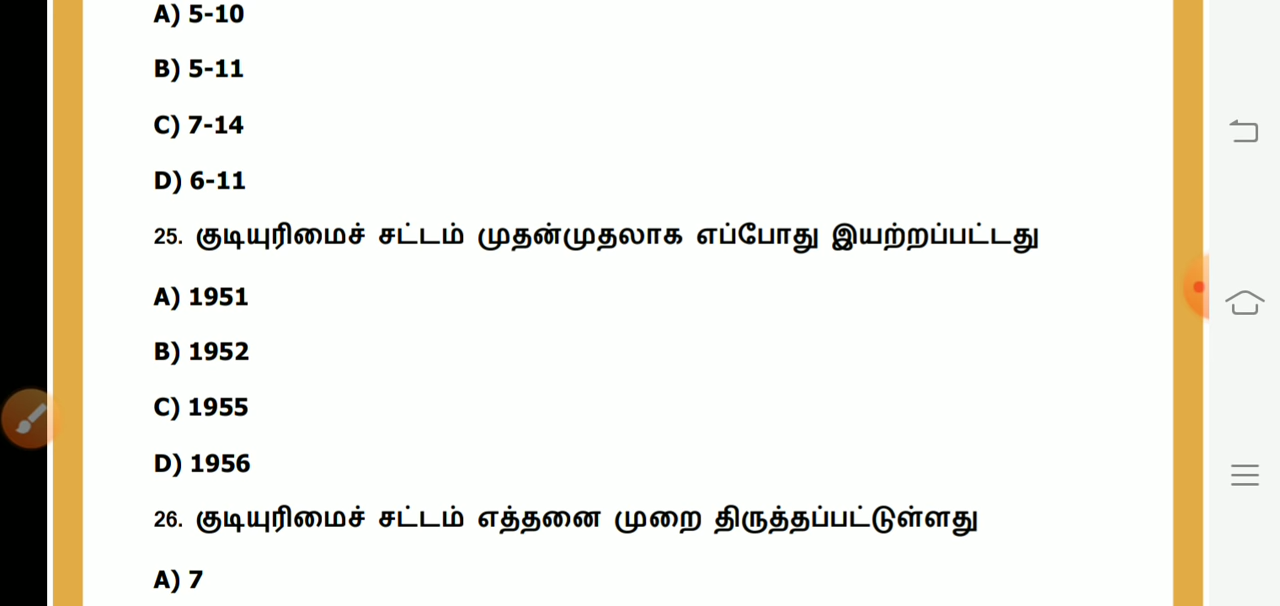 A) 5-10
B) 5-11
C) 7-14
D) 6-11
25. குடியுரிமைச் சட்டம் முதன்முதலாக எப்போது இயற்றப்பட்டது
A) 1951
B) 1952
C) 1955
D) 1956
26. குடியுரிமைச் சட்டம் எத்தனை முறை திருத்தப்பட்டுள்ளது
A) 7